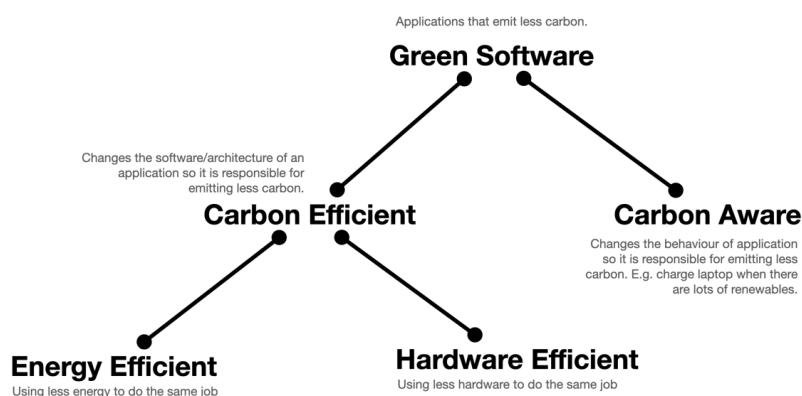 Applications that emit less carbon.
Green Software
Changes the software/architecture of an
application so it is responsible for
emitting less carbon.
Carbon Efficient
Carbon Aware
Changes the behaviour of application
so it is responsible for emitting less
carbon. E.g. charge laptop when there
are lots of renewables.
Energy Efficient
Using less energy to do the same job
Hardware Efficient
Using less hardware to do the same job